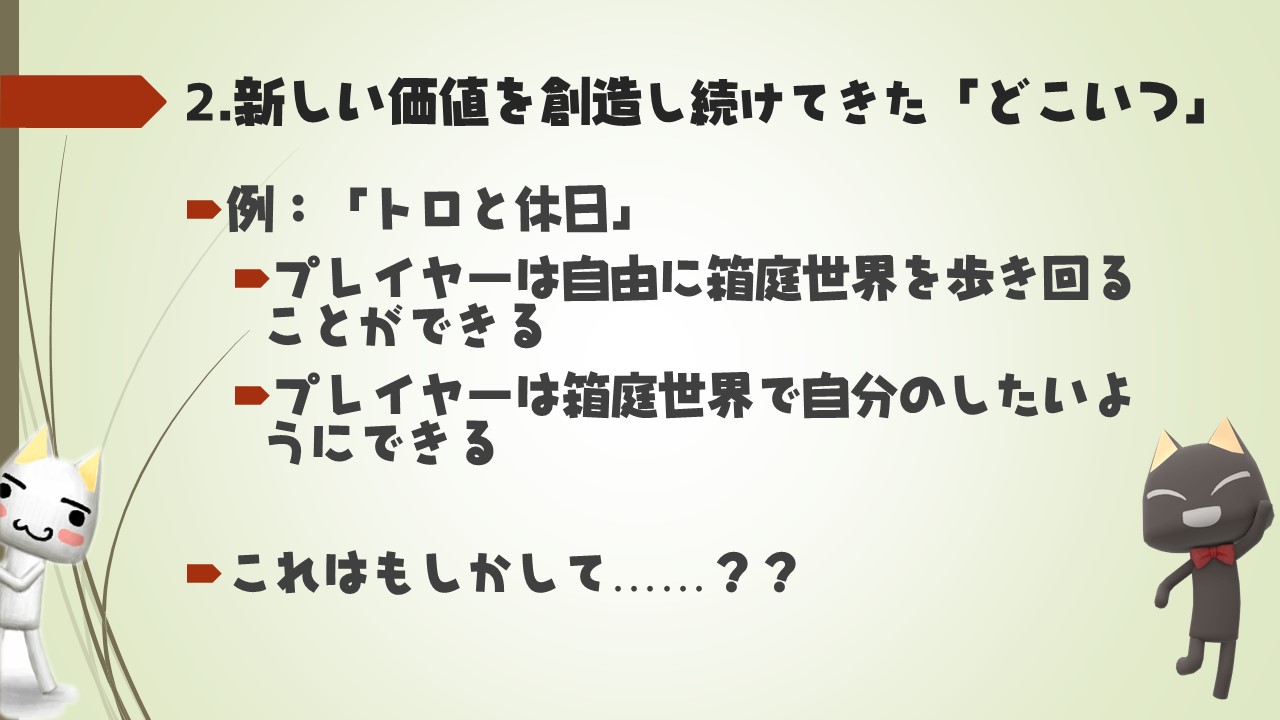 2.新しい価値を創造し続けてきた「どこいつ」
例：「トロと休日」
プレイヤーは自由に箱庭世界を歩き回る
ことができる
プレイヤーは箱庭世界で自分のしたいよ
うにできる
これはもしかして……？？